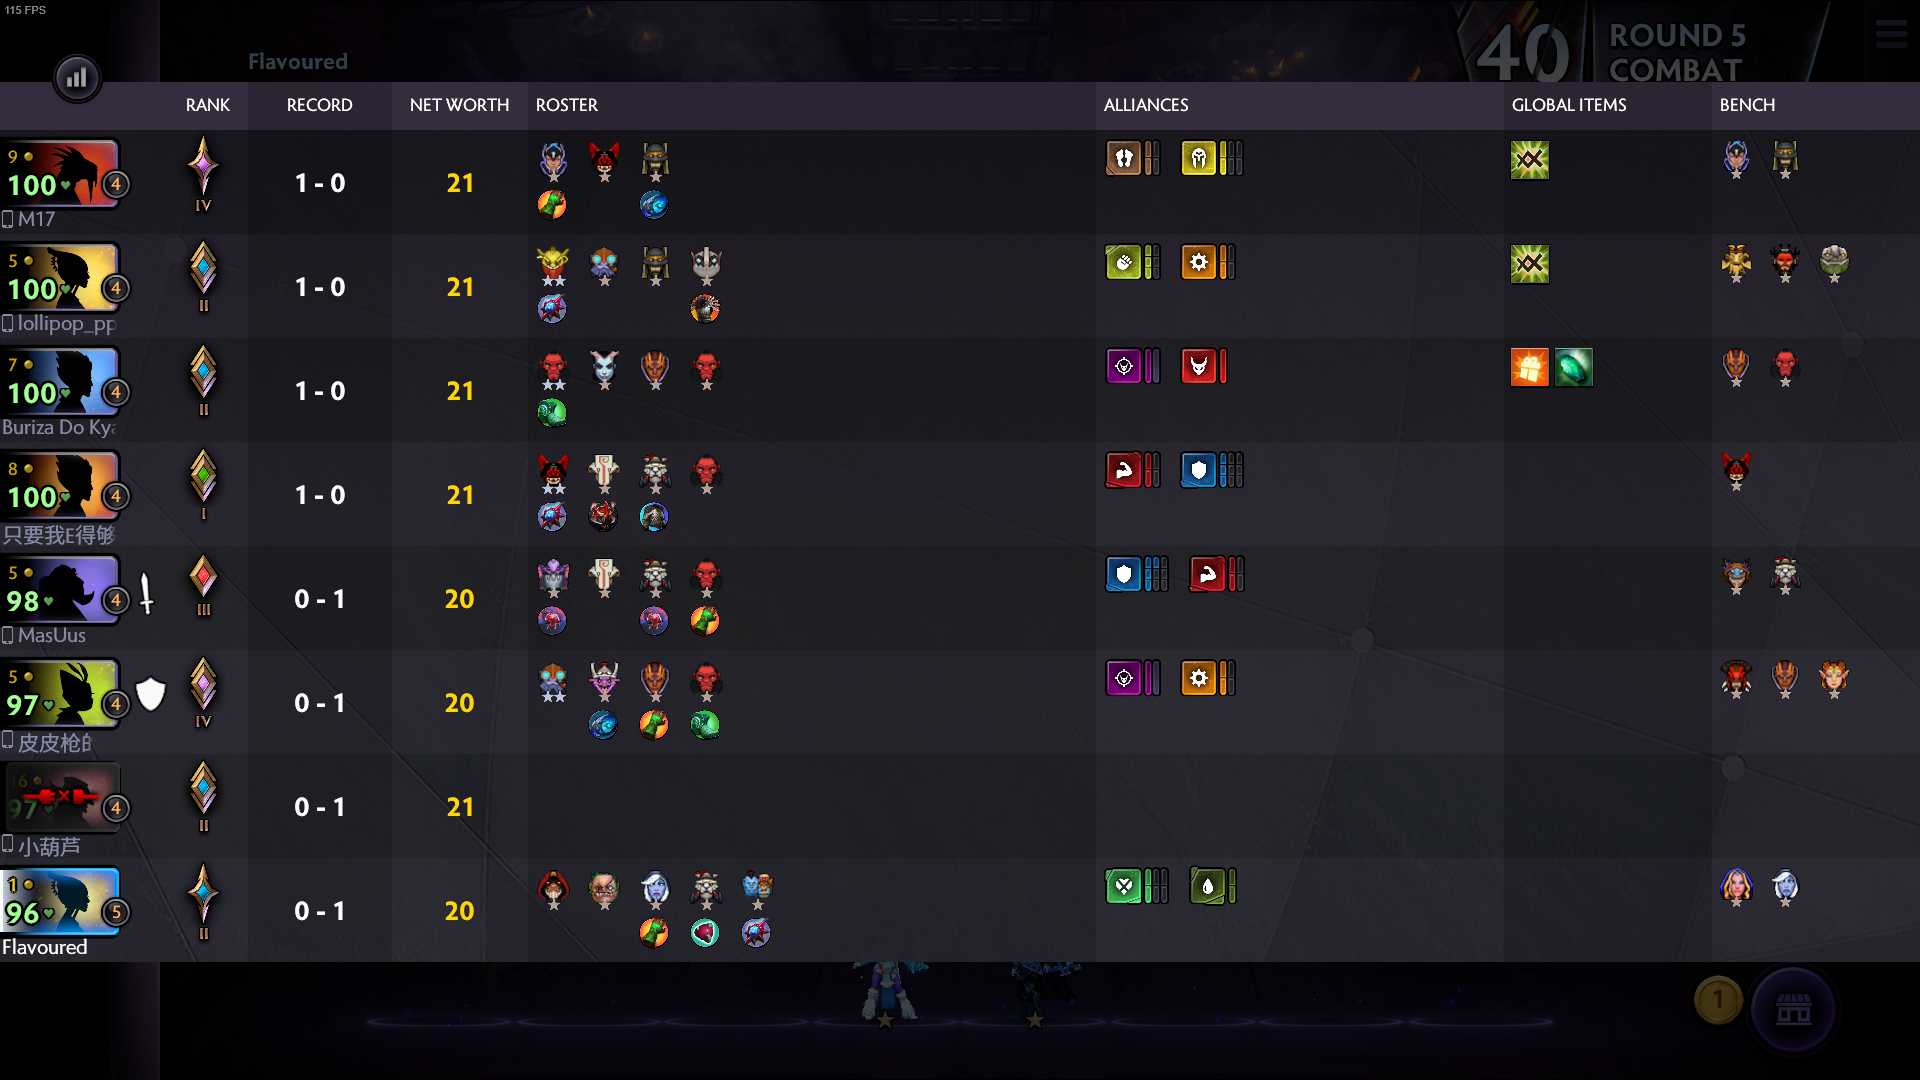 115 FPS
Flavoured
40
ROUND 5
COMBAT
RANK RECORD NET WORTH ROSTER ALLIANCES GLOBAL ITEMS BENCH
9
100 4
M17
IV
1 - 0
21
5
100 4
lollipop_pp
II
1 - 0
21
7
100 4
Buriza Do Kya
II
1 - 0
21
8
100 4
只要我E得够
I
1 - 0
21
5
98 4
MasUus
III
0 - 1
20
5
97 4
皮皮枪的
IV
0 - 1
20
16
97 4
小葫芦
II
0 - 1
21
1
96 5
Flavoured
II
0 - 1
20
1